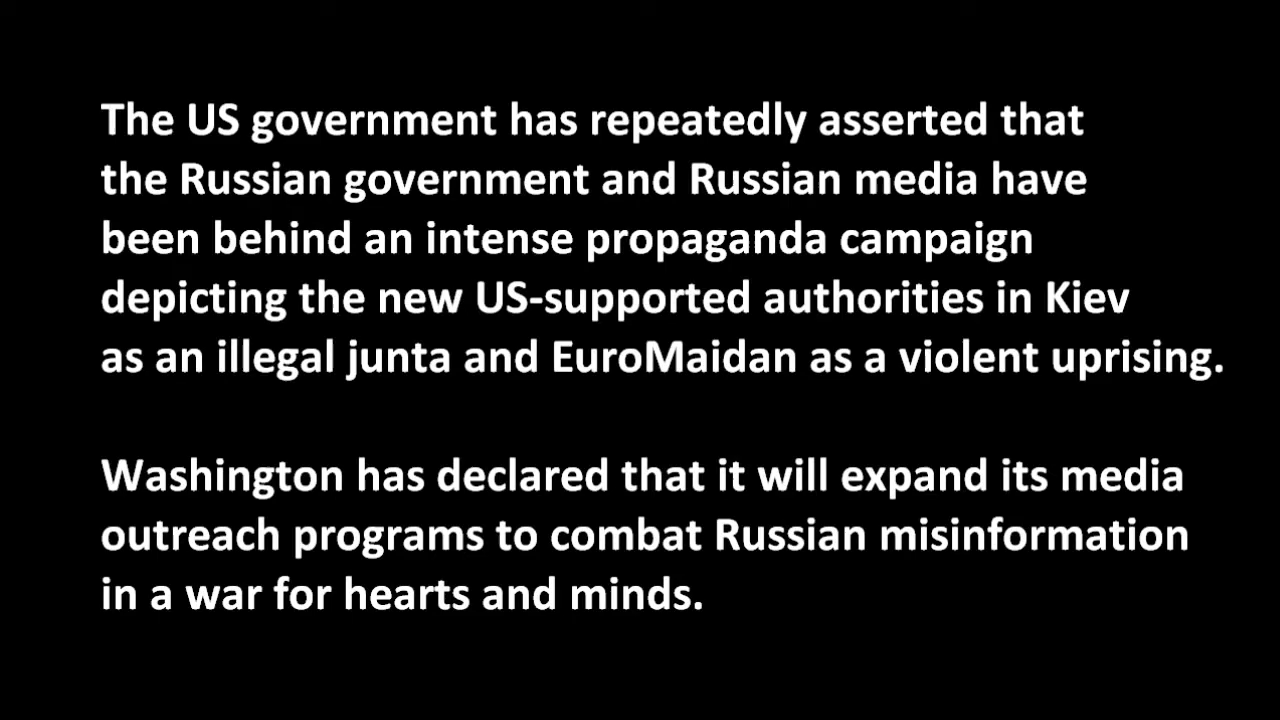 The US government has repeatedly asserted that
the Russian government and Russian media have
been behind an intense propaganda campaign
depicting the new US-supported authorities in Kiev
as an illegal junta and EuroMaidan as a violent uprising.
Washington has declared that it will expand its media
outreach programs to combat Russian misinformation
in a war for hearts and minds.